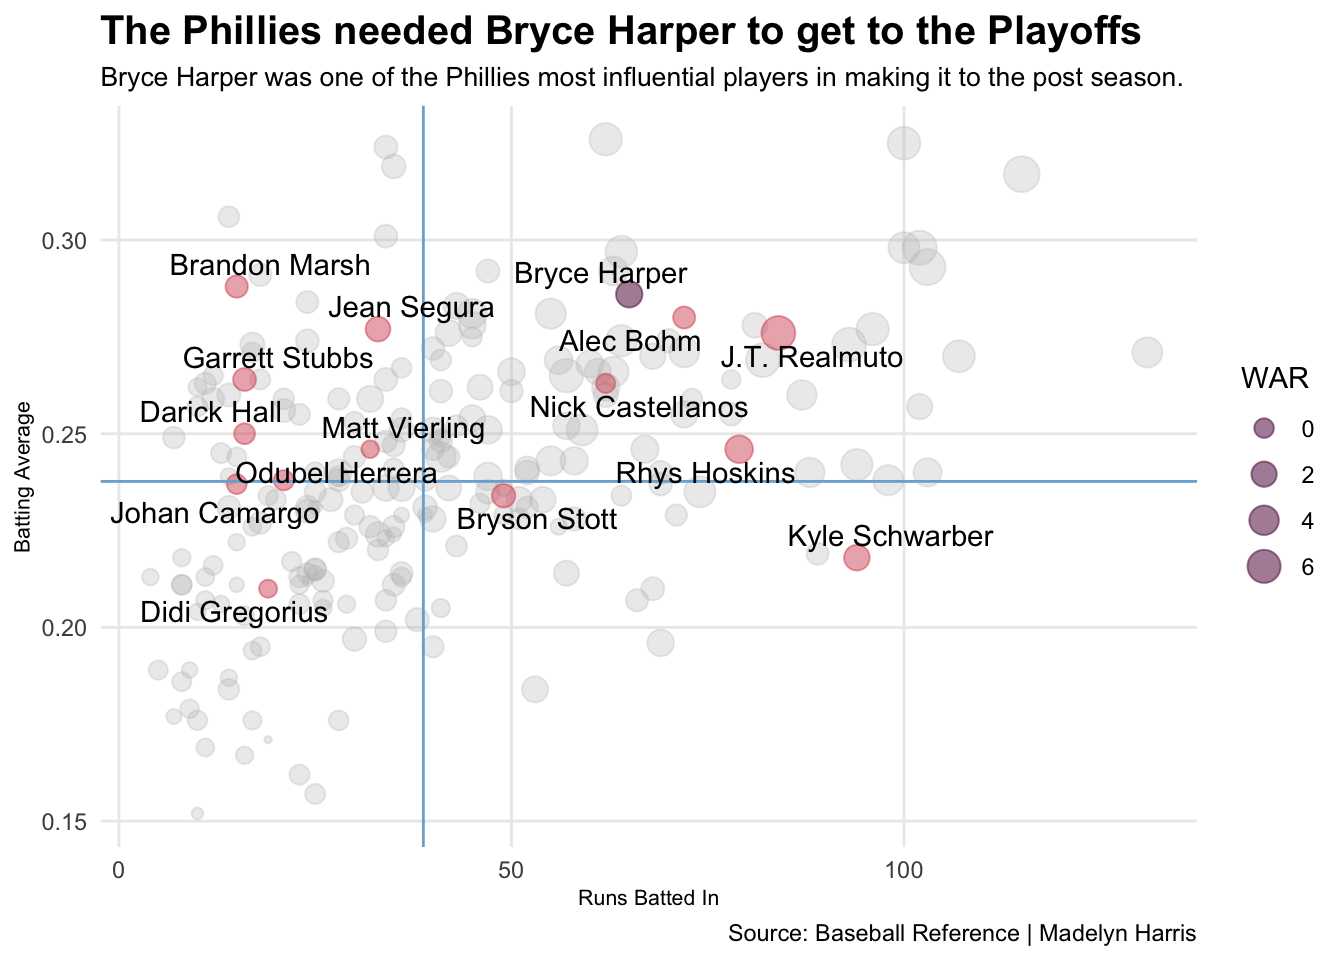 The Phillies needed Bryce Harper to get to the Playoffs
Bryce Harper was one of the Phillies most influential players in making it to the post season.
0.30
0.25
0.20
0.15
Batting Average
Brandon Marsh
Bryce Harper
Jean Segura
Alec Bohm
Garrett Stubbs
J.T. Realmuto
Darick Hall
Nick Castellanos
Matt Vierling
Odubel Herrera
Rhys Hoskins
Johan Camargo
Bryson Stott
Kyle Schwarber
Didi Gregorius
WAR
0
2
4
6
0
50
100
Runs Batted In
Source: Baseball Reference | Madelyn Harris